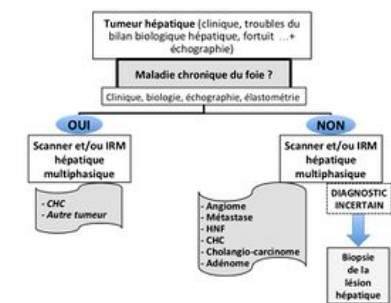 Tumeur hépatique (clinique, troubles du
bilan biologique hépatique, fortuit ...+
échographie)
Maladie chronique du foie ?
Clinique, biologie, échographie, élastométrie
OUI
NON
Scanner et/ou IRM
hépatique
multiphasique
Scanner et/ou IRM
hépatique
multiphasique
- CHC
- Autre tumeur
- Angiome
- Métastase
- HNF
- CHC
- Cholangio-carcinome
- Adénome
DIAGNOSTIC
INCERTAIN
Biopsie
de la
lésion
hépatique